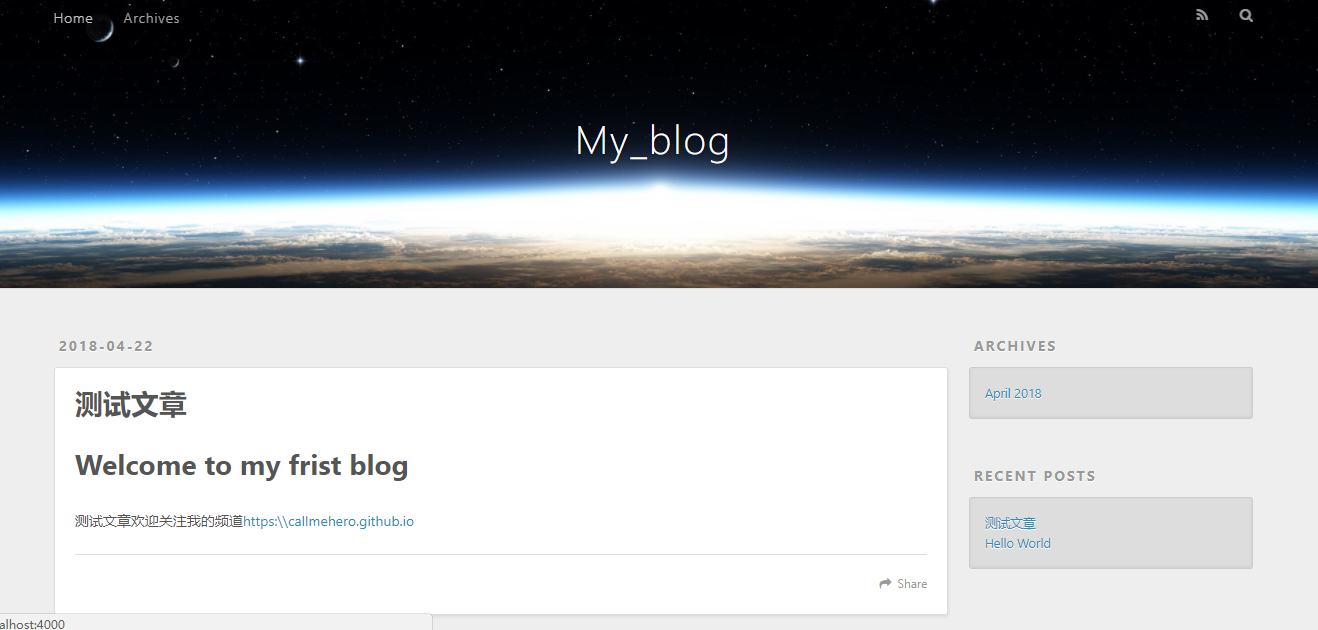 Home Archives
My_blog
2018-04-22
测试文章
Welcome to my frist blog
测试文章欢迎关注我的频道https:\\callmehero.github.io
Share
ARCHIVES
April 2018
RECENT POSTS
测试文章
Hello World
alhost:4000